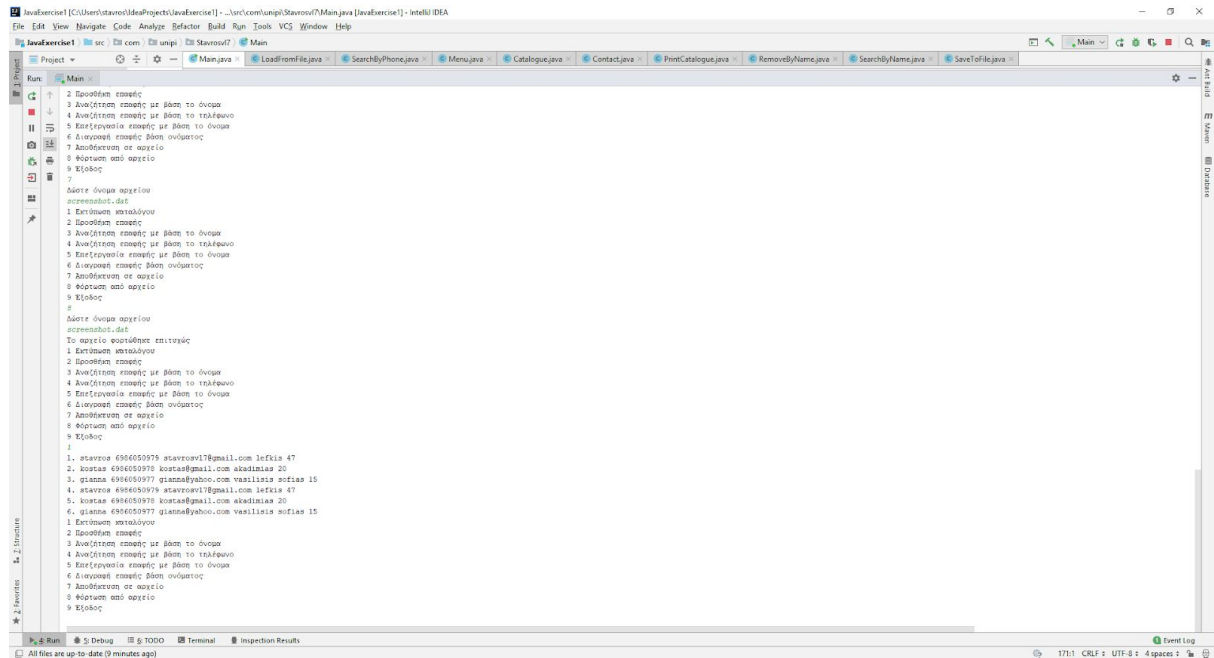 JavaExercise1 [C:\Users\stavros\IdeaProjects\JavaExercise1] - ...\src\com\unipi\Stavrosvl7\Main.java [JavaExercise1] - IntelliJ IDEA
File Edit View Navigate Code Analyze Refactor Build Run Tools VCS Window Help
JavaExercise1 src com unipi Stavrosvl7 Main
Main
1: Project
Project
Main.java LoadFromFile.java SearchByPhone.java Menu.java Catalogue.java Contact.java PrintCatalogue.java RemoveByName.java SearchByName.java SaveToFile.java
Run: Main
2 Προσθήκη επαφής
3 Αναζήτηση επαφής με βάση το όνομα
4 Αναζήτηση επαφής με βάση το τηλέφωνο
5 Επεξεργασία επαφής με βάση το όνομα
6 Διαγραφή επαφής βάση ονόματος
7 Αποθήκευση σε αρχείο
8 Φόρτωση από αρχείο
9 Έξοδος
7
Δώστε όνομα αρχείου
screenshot.dat
1 Εκτύπωση καταλόγου
2 Προσθήκη επαφής
3 Αναζήτηση επαφής με βάση το όνομα
4 Αναζήτηση επαφής με βάση το τηλέφωνο
5 Επεξεργασία επαφής με βάση το όνομα
6 Διαγραφή επαφής βάση ονόματος
7 Αποθήκευση σε αρχείο
8 Φόρτωση από αρχείο
9 Έξοδος
8
Δώστε όνομα αρχείου
screenshot.dat
Το αρχείο φορτώθηκε επιτυχώς
1 Εκτύπωση καταλόγου
2 Προσθήκη επαφής
3 Αναζήτηση επαφής με βάση το όνομα
4 Αναζήτηση επαφής με βάση το τηλέφωνο
5 Επεξεργασία επαφής με βάση το όνομα
6 Διαγραφή επαφής βάση ονόματος
7 Αποθήκευση σε αρχείο
8 Φόρτωση από αρχείο
9 Έξοδος
1
1. stavros 6986050979 stavrosvl7@gmail.com lefkis 47
2. kostas 6986050978 kostas@gmail.com akadimias 20
3. gianna 6986050977 gianna@yahoo.com vasilisis sofias 15
4. stavros 6986050979 stavrosvl7@gmail.com lefkis 47
5. kostas 6986050978 kostas@gmail.com akadimias 20
6. gianna 6986050977 gianna@yahoo.com vasilisis sofias 15
1 Εκτύπωση καταλόγου
2 Προσθήκη επαφής
3 Αναζήτηση επαφής με βάση το όνομα
4 Αναζήτηση επαφής με βάση το τηλέφωνο
5 Επεξεργασία επαφής με βάση το όνομα
6 Διαγραφή επαφής βάση ονόματος
7 Αποθήκευση σε αρχείο
8 Φόρτωση από αρχείο
9 Έξοδος
Ant Build
Maven
Database
7: Structure
2: Favorites
4: Run 5: Debug 6: TODO Terminal Inspection Results Event Log
All files are up-to-date (9 minutes ago) 171:1 CRLF UTF-8 4 spaces